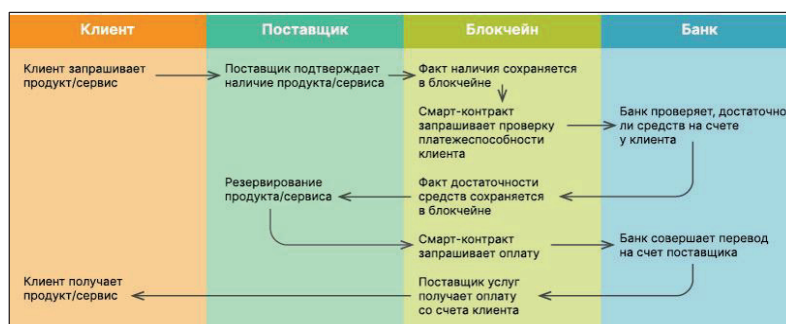 Клиент
Поставщик
Блокчейн
Банк
Клиент запрашивает
продукт/сервис
Поставщик подтверждает
наличие продукта/сервиса
Факт наличия сохраняется
в блокчейне
Смарт-контракт
запрашивает проверку
платежеспособности
клиента
Банк проверяет, достаточно
ли средств на счете
у клиента
Резервирование
продукта/сервиса
Факт достаточности
средств сохраняется
в блокчейне
Смарт-контракт
запрашивает оплату
Банк совершает перевод
на счет поставщика
Клиент получает
продукт/сервис
Поставщик услуг
получает оплату
со счета клиента